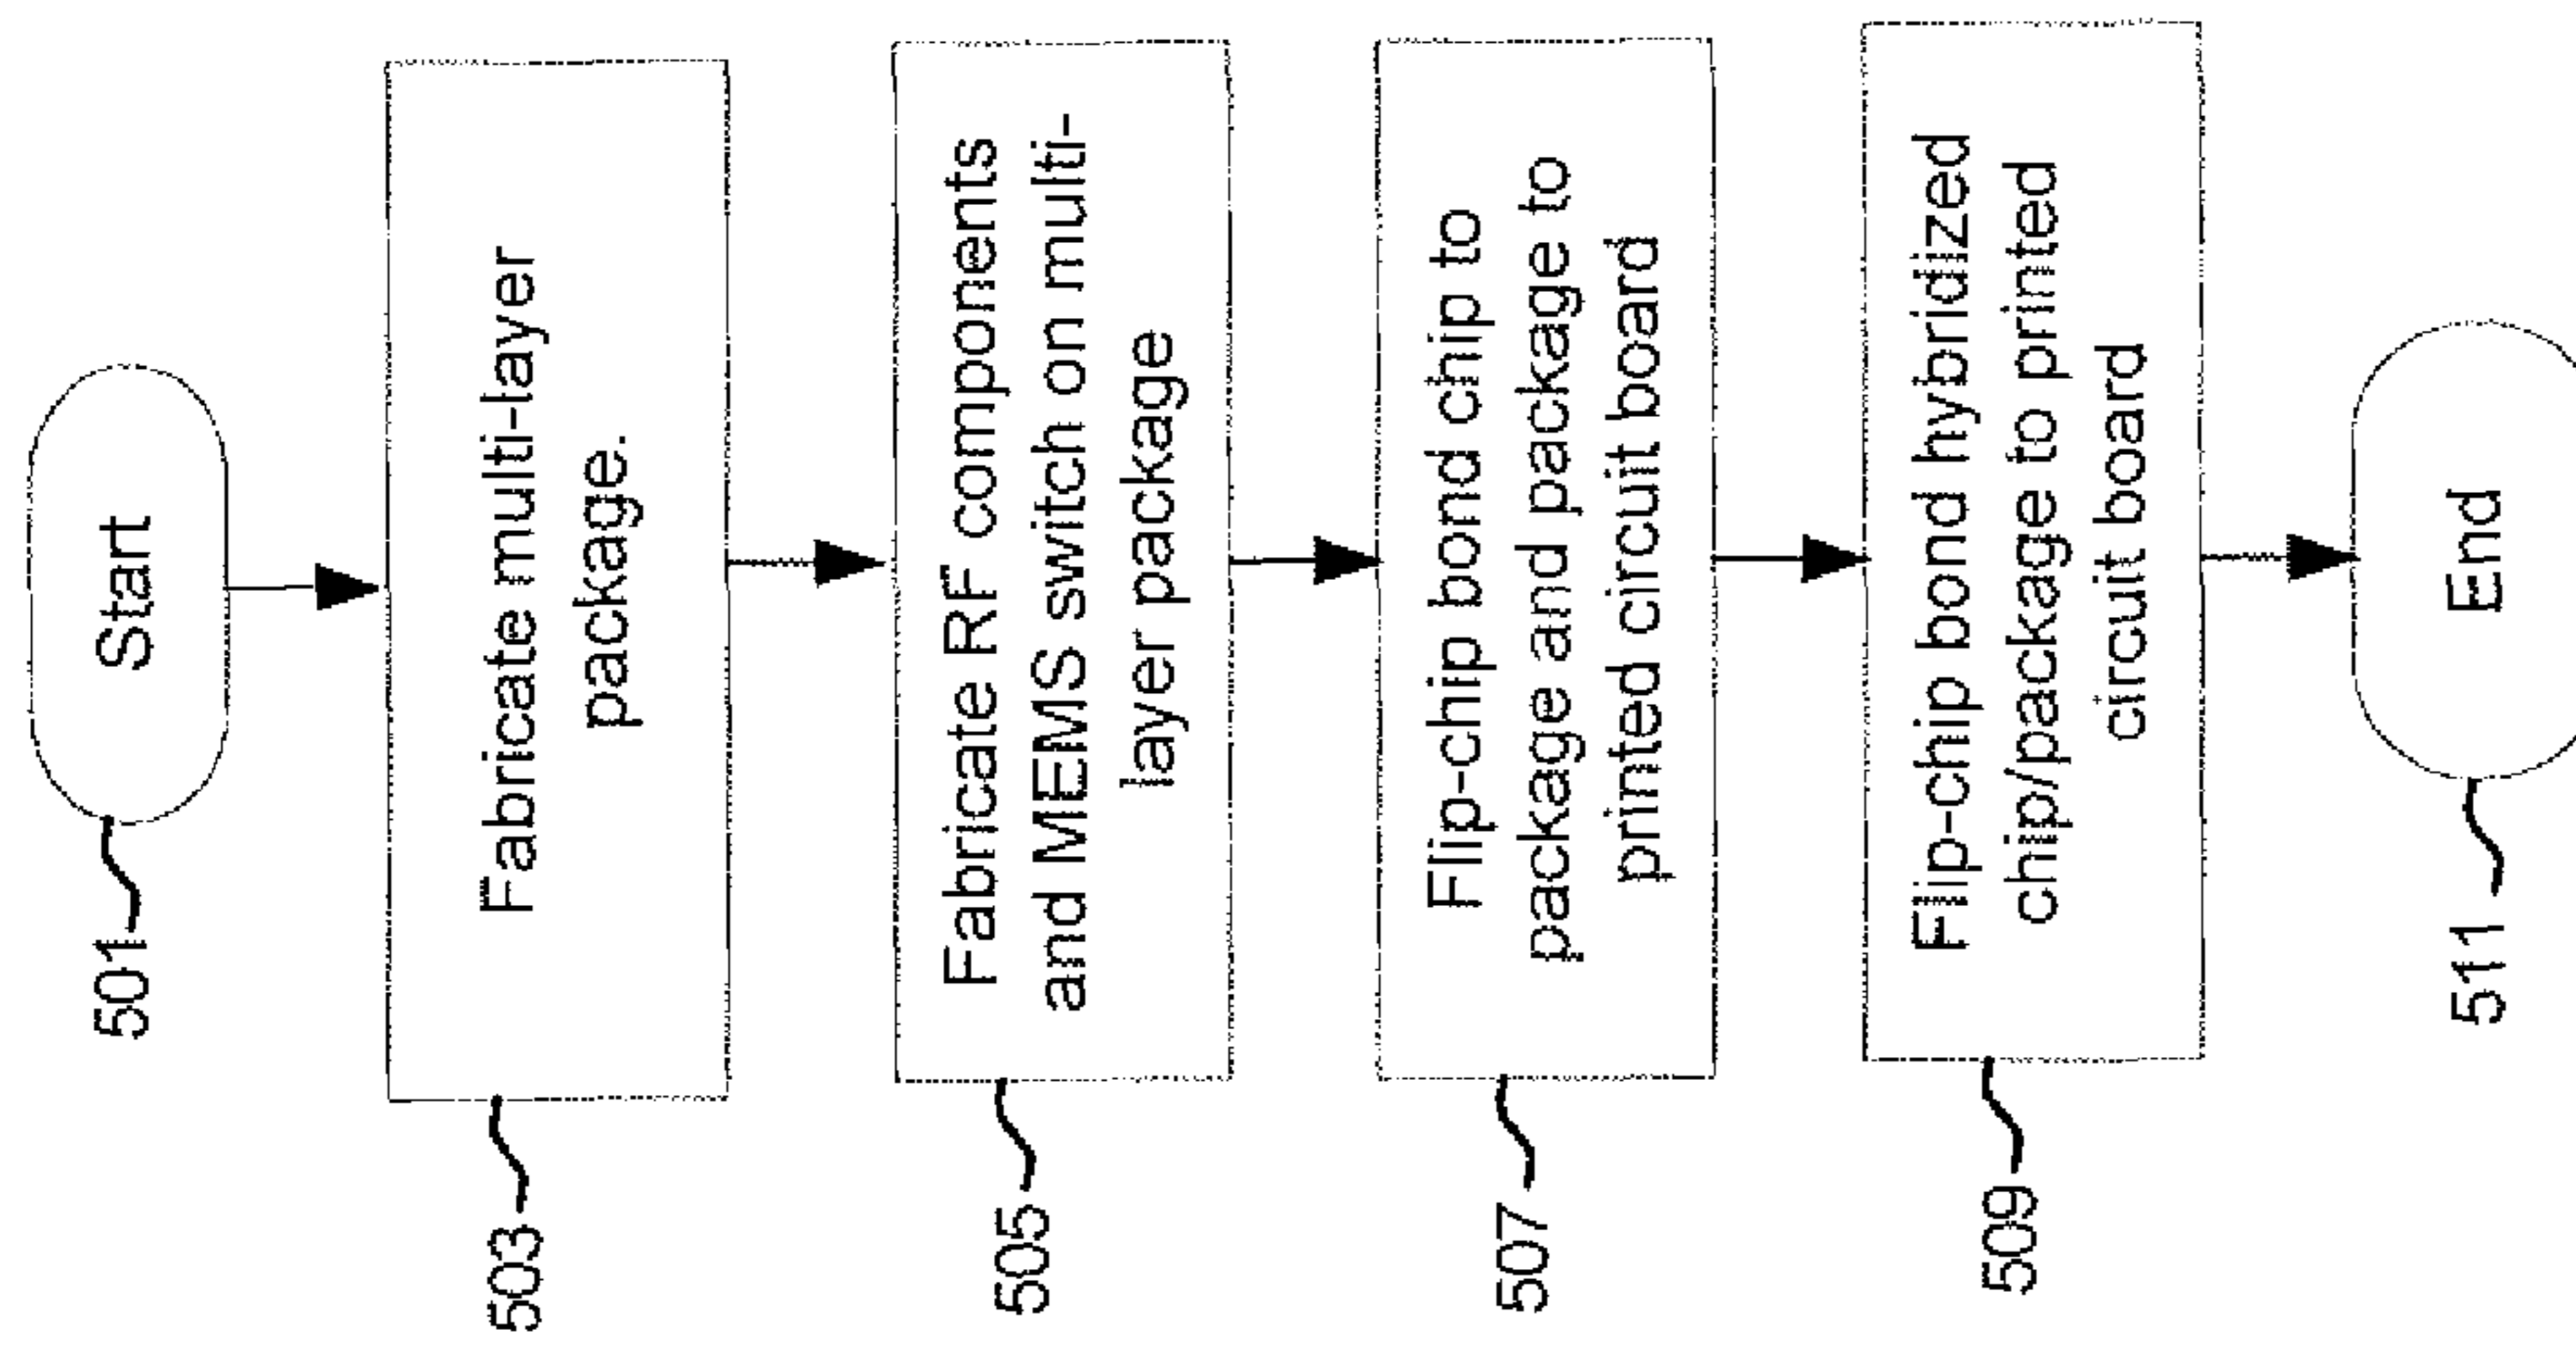 Start
501
Fabricate multi-layer
package.
503
Fabricate RF components
and MEMS switch on multi-
layer package
505
Flip-chip bond chip to
package and package to
printed circuit board
507
Flip-chip bond hybridized
chip/package to printed
circuit board
509
End
511